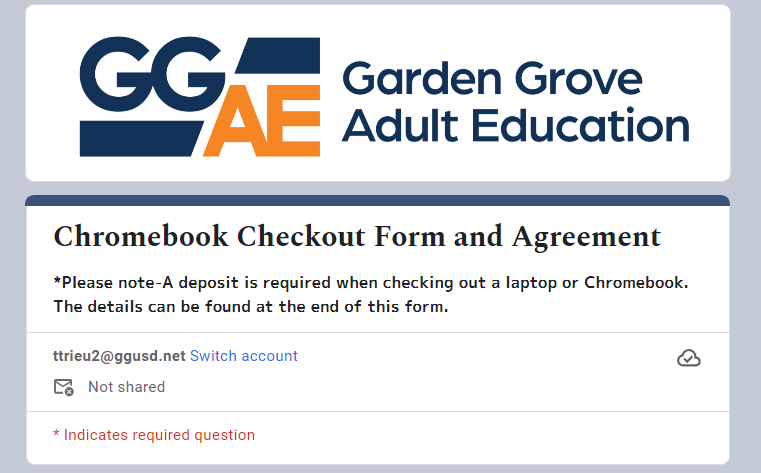 GGAE
Garden Grove
Adult Education
Chromebook Checkout Form and Agreement
*Please note-A deposit is required when checking out a laptop or Chromebook.
The details can be found at the end of this form.
ttrieu2@ggusd.net Switch account
Not shared
* Indicates required question